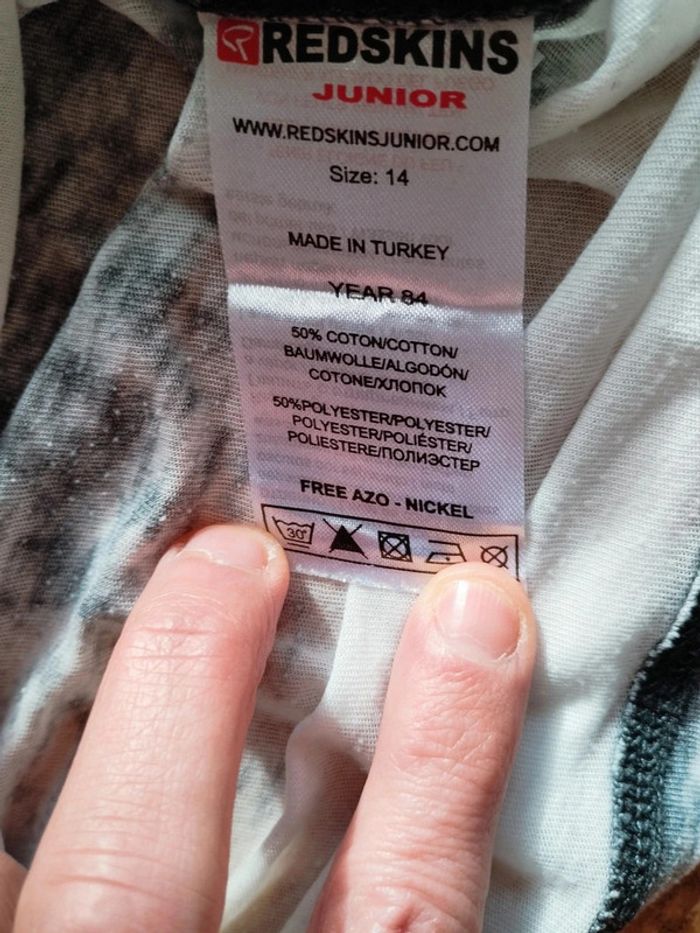 REDSKINS
JUNIOR
WWW.REDSKINSJUNIOR.COM
Size: 14
MADE IN TURKEY
YEAR 84
50% COTON/COTTON/
BAUMWOLLE/ALGODÓN/
COTONE/ХЛОПОК
50%POLYESTER/POLYESTER/
POLYESTER/POLIÉSTER/
POLIESTERE/ПОЛИЭСТЕР
FREE AZO - NICKEL
30°